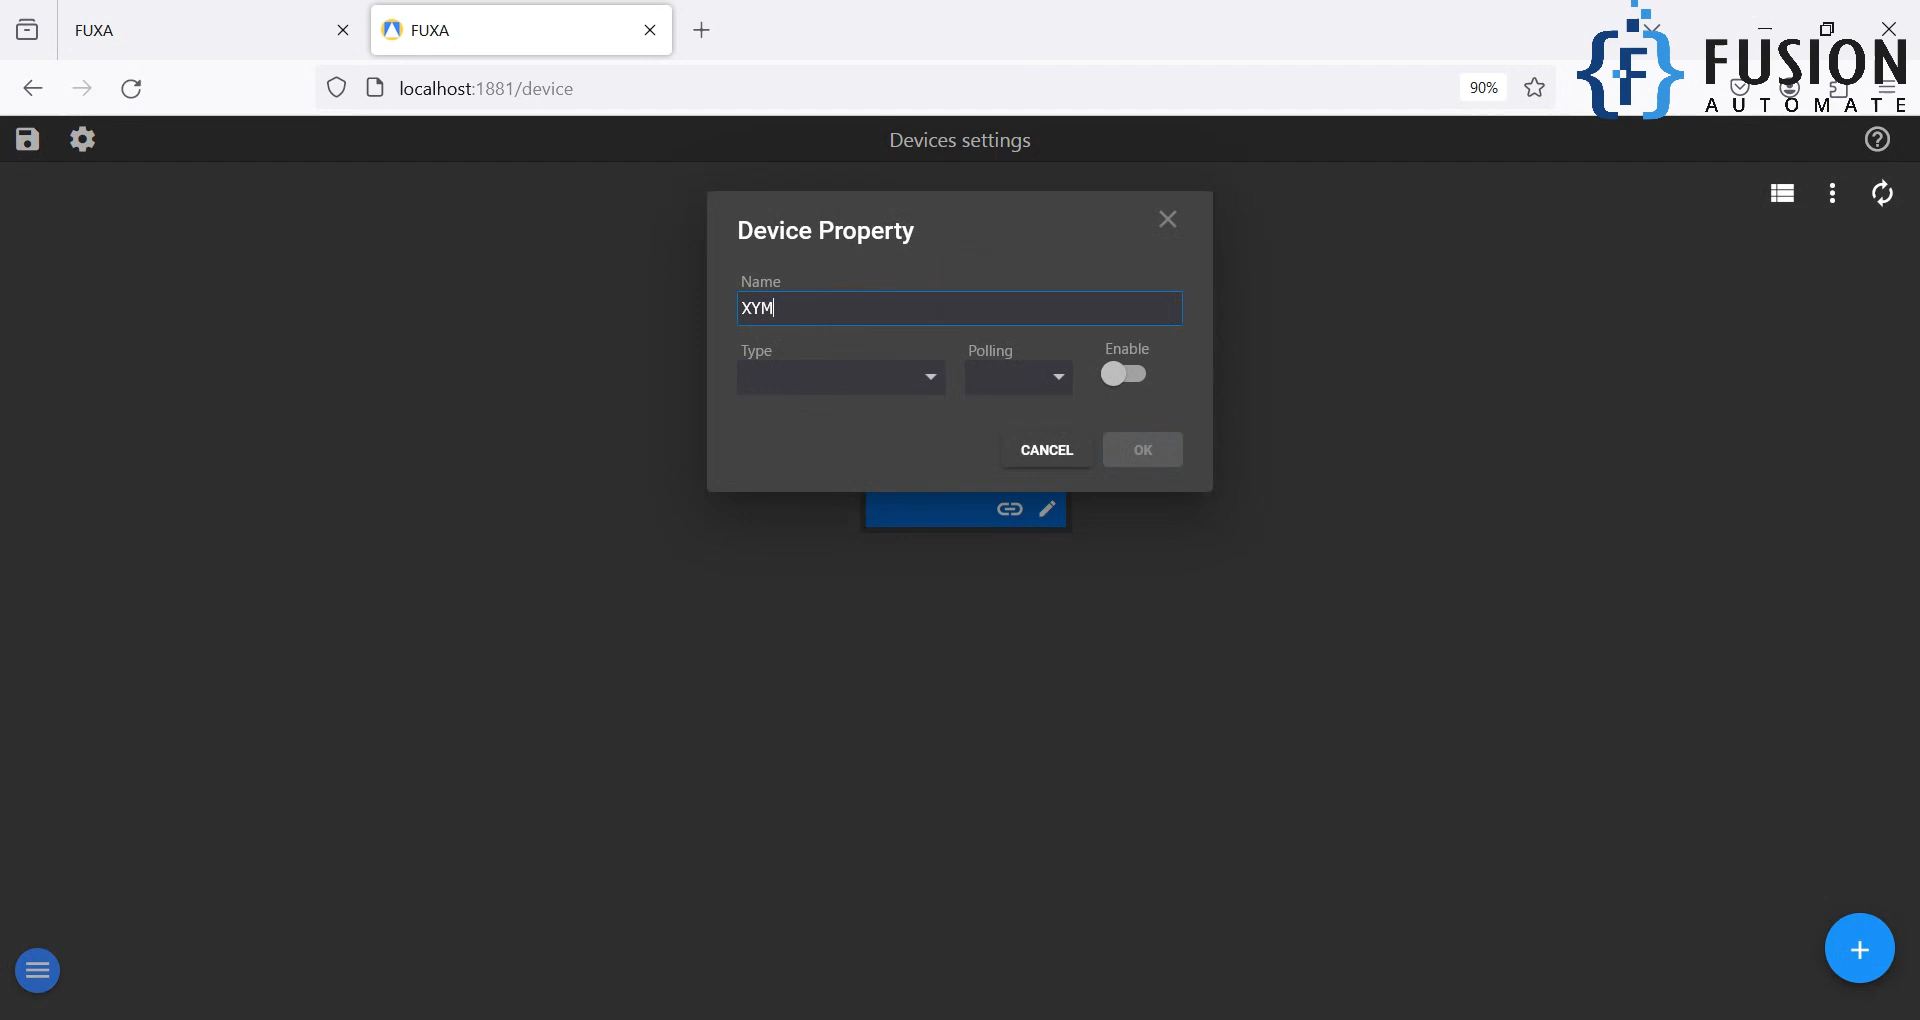 FUXA
FUXA
localhost:1881/device
90%
FUSION
AUTOMATE
Devices settings
Device Property
Name
XYM
Type
Polling
Enable
CANCEL
OK